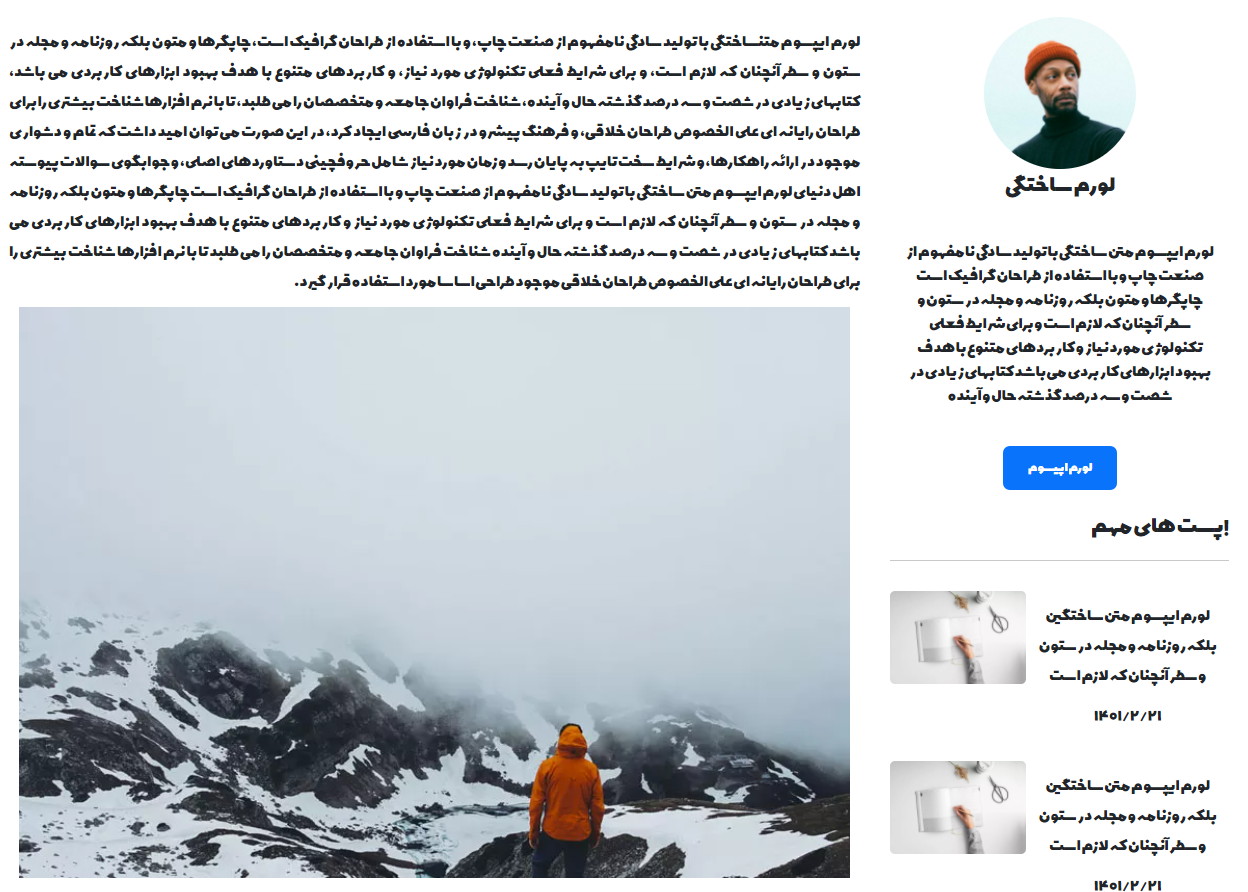 لورم ایپسوم متنساختگی با تولید سادگی نامفهوم از صنعت چاپ، و با استفاده از طراحان گرافیک است، چاپگرها و متون بلکه روزنامه و مجله در
ستون و سطر آنچنان که لازم است، و برای شرایط فعلی تکنولوژی مورد نیاز، و کاربردهای متنوع با هدف بهبود ابزارهای کاربردی می باشد،
کتابهای زیادی در شصت و سه درصد گذشته حال و آینده، شناخت فراوان جامعه و متخصصان را می طلبد، تا با نرم افزارها شناخت بیشتری را برای
طراحان رایانه ای علی الخصوص طراحان خلاقی، و فرهنگ پیشرو در زبان فارسی ایجاد کرد، در این صورت می توان امید داشت که تمام و دشواری
موجود در ارائه راهکارها، و شرایط سخت تایپ به پایان رسد و زمان مورد نیاز شامل حروفچینی دستاوردهای اصلی، و جوابگوی سوالات پیوسته
اهل دنیای لورم ایپسوم متن ساختگی با تولید سادگی نامفهوم از صنعت چاپ و با استفاده از طراحان گرافیک است چاپگرها و متون بلکه روزنامه
و مجله در ستون و سطر آنچنان که لازم است و برای شرایط فعلی تکنولوژی مورد نیاز و کاربردهای متنوع با هدف بهبود ابزارهای کاربردی می
باشد کتابهای زیادی در شصت و سه درصد گذشته حال و آینده شناخت فراوان جامعه و متخصصان را می طلبد تا با نرم افزارها شناخت بیشتری را
برای طراحان رایانه ای علی الخصوص طراحان خلاقی موجود طراحی اساسا مورد استفاده قرار گیرد.
لورم ساختگی
لورم ایپسوم متن ساختگی با تولید سادگی نامفهوم از
صنعت چاپ و با استفاده از طراحان گرافیک است
چاپگرها و متون بلکه روزنامه و مجله در ستون و
سطر آنچنان که لازم است و برای شرایط فعلی
تکنولوژی مورد نیاز و کاربردهای متنوع با هدف
بهبود ابزارهای کاربردی می باشد کتابهای زیادی در
شصت و سه درصد گذشته حال و آینده
لورم ایپسوم
پست های مهم!
لورم ایپسوم متن ساختگین
بلکه روزنامه و مجله در ستون
و سطر آنچنان که لازم است
۱۴۰۱/۲/۲۱
لورم ایپسوم متن ساختگین
بلکه روزنامه و مجله در ستون
و سطر آنچنان که لازم است
۱۴۰۱/۲/۲۱